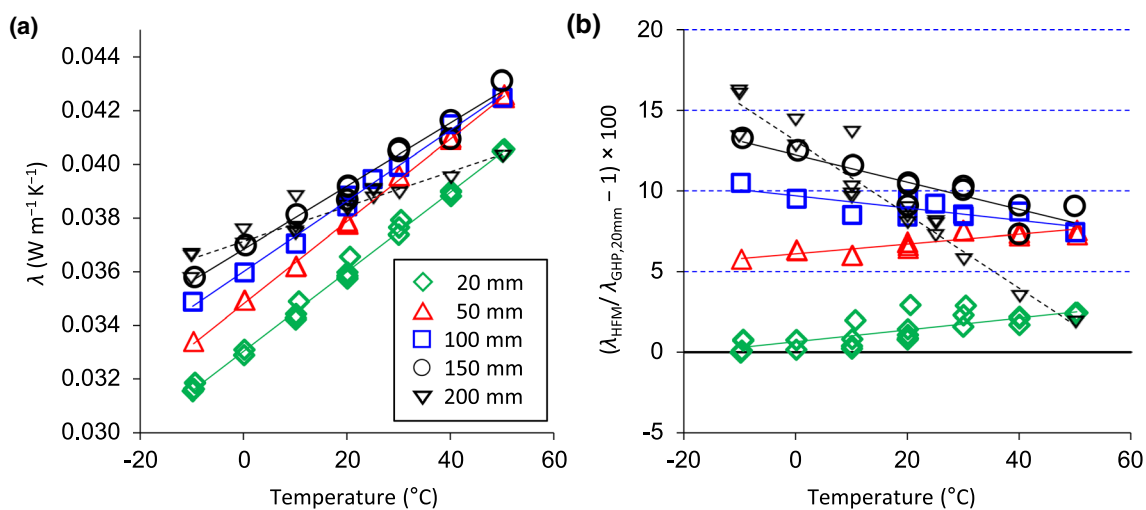 (a)
λ (W m⁻¹ K⁻¹)
0.044
0.042
0.040
0.038
0.036
0.034
0.032
0.030
-20
0
20
40
60
Temperature (°C)
20 mm
50 mm
100 mm
150 mm
200 mm
(b)
(λHFM/ λGHP,20mm − 1) × 100
20
15
10
5
0
-5
-20
0
20
40
60
Temperature (°C)